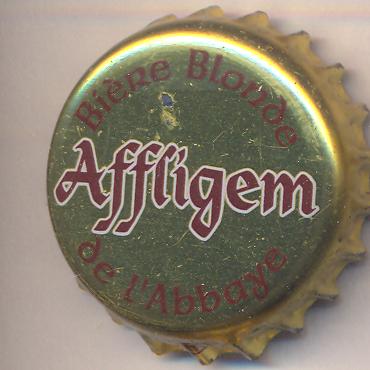 Bière Blonde
Affligem
de l'Abbaye